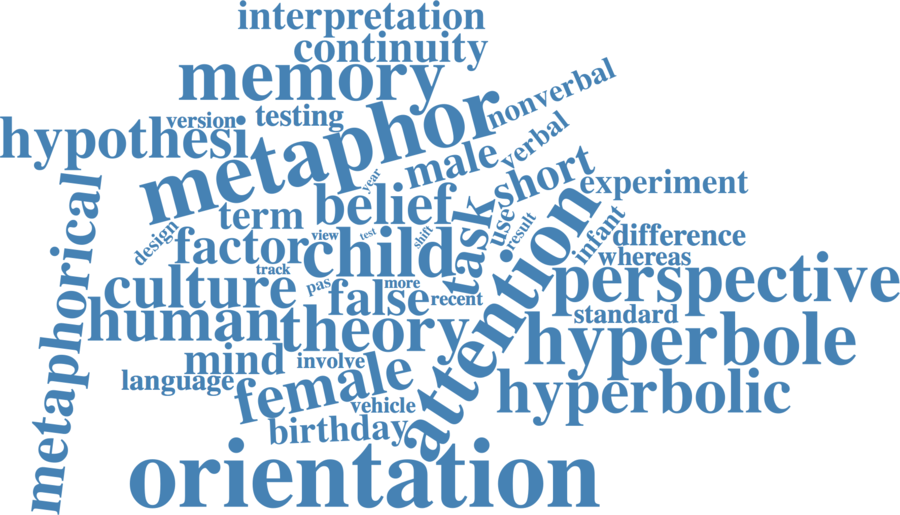 interpretation
continuity
memory
nonverbal
version
testing
hypothesi
metaphor
verbal
male
year
short
experiment
metaphorical
belief
term
task
use
result
infant
design
factor
view
test
shift
child
difference
whereas
track
attention
perspective
culture
pas
more
false
recent
standard
human
theory
hyperbole
mind
involve
language
female
hyperbolic
vehicle
birthday
orientation